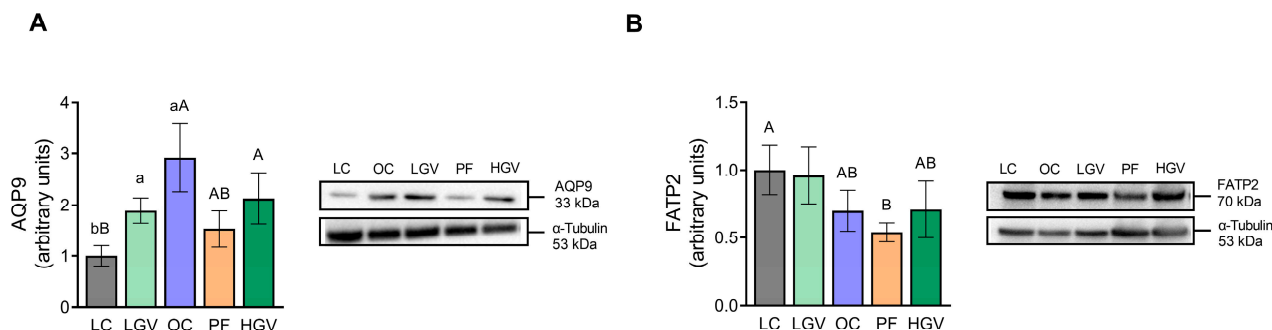 A
AQP9
(arbitrary units)
4
3
2
1
0
bB
a
aA
AB
A
LC LGV OC PF HGV
LC OC LGV PF HGV
AQP9
33 kDa
α-Tubulin
53 kDa
B
FATP2
(arbitrary units)
1.5
1.0
0.5
0.0
A
AB
B
AB
LC LGV OC PF HGV
LC OC LGV PF HGV
FATP2
70 kDa
α-Tubulin
53 kDa